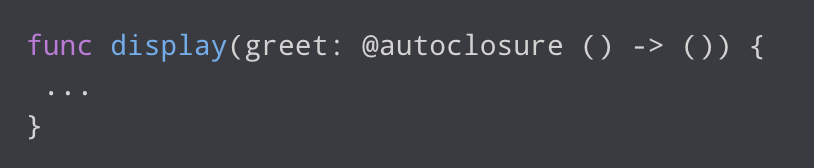 func display(greet: @autoclosure () -> ()) {
 ...
}